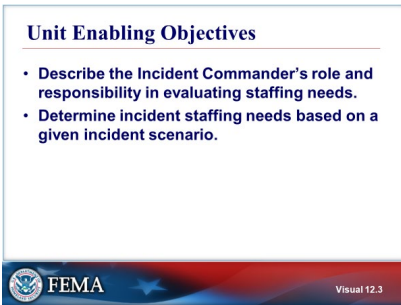 Unit Enabling Objectives
• Describe the Incident Commander's role and
responsibility in evaluating staffing needs.
• Determine incident staffing needs based on a
given incident scenario.
FEMA
Visual 12.3